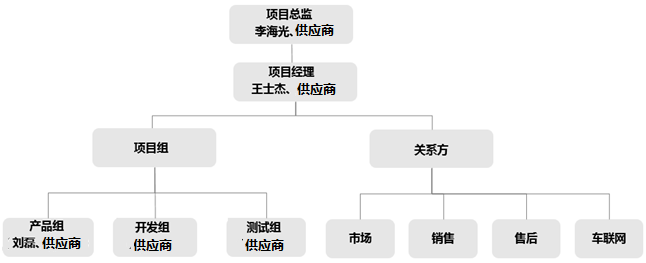 项目总监
李海光、供应商
项目经理
王士杰、供应商
项目组
关系方
产品组
刘磊、供应商
开发组
供应商
测试组
供应商
市场
销售
售后
车联网